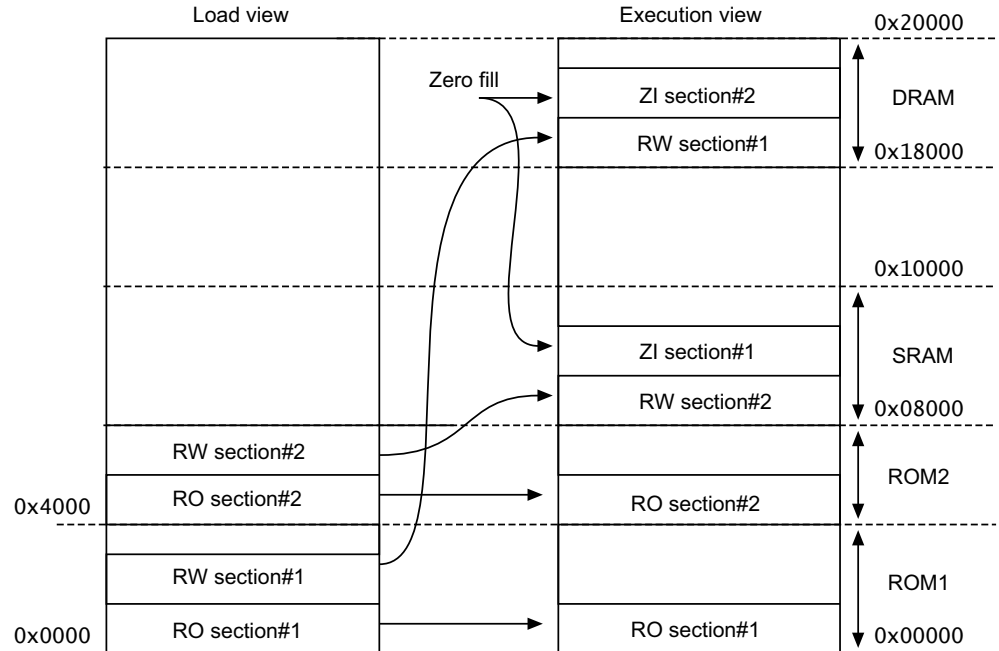 Load view
Execution view
0x20000
Zero fill
ZI section#2
DRAM
RW section#1
0x18000
0x10000
ZI section#1
SRAM
RW section#2
0x08000
RW section#2
ROM2
0x4000
RO section#2
RO section#2
RW section#1
ROM1
0x0000
RO section#1
RO section#1
0x00000